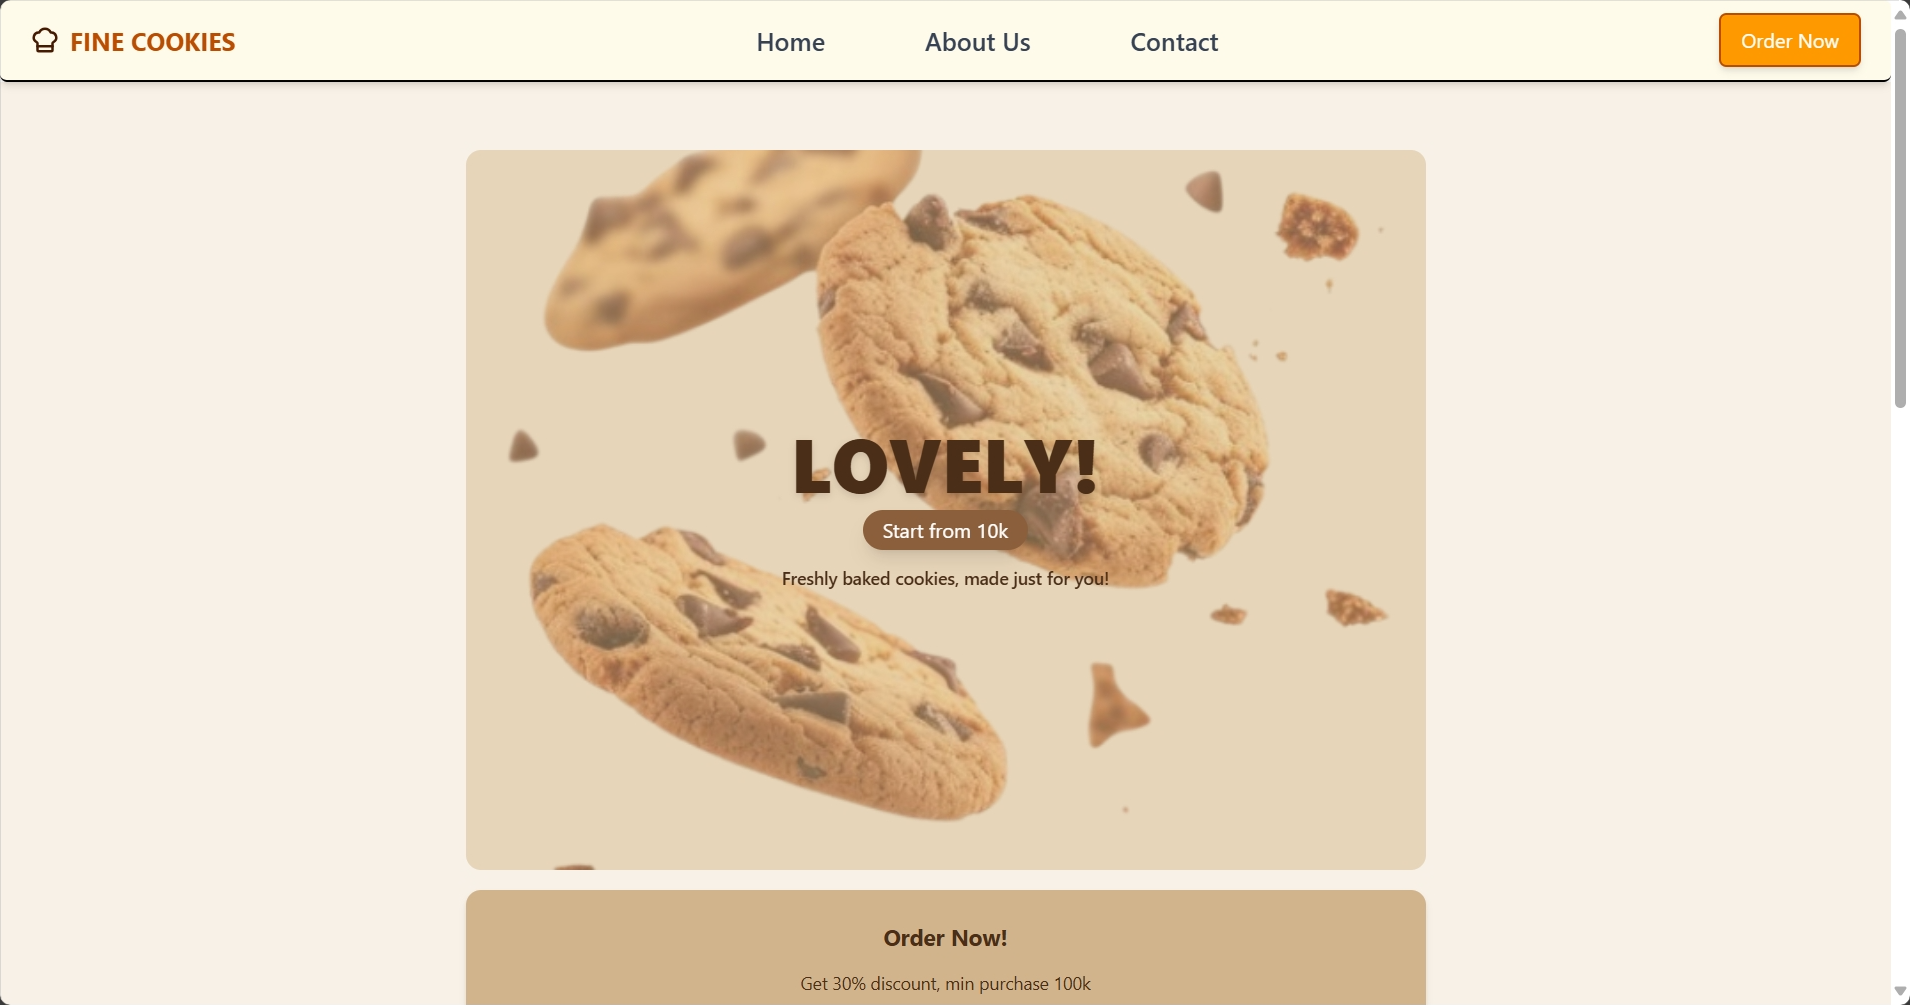 FINE COOKIES
Home
About Us
Contact
Order Now
LOVELY!
Start from 10k
Freshly baked cookies, made just for you!
Order Now!
Get 30% discount, min purchase 100k